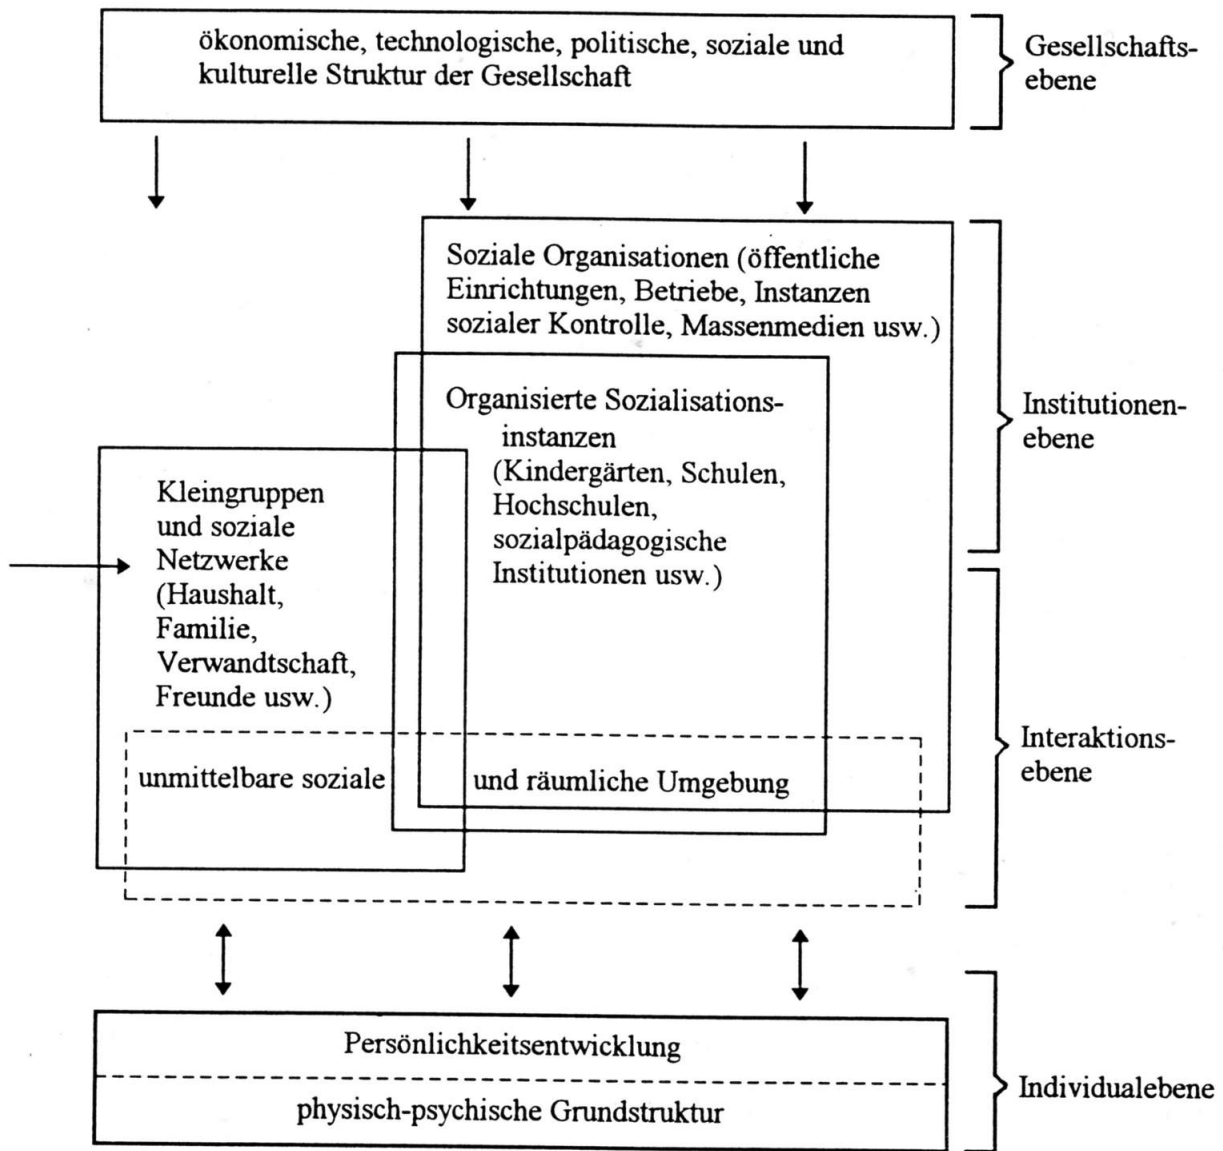 ökonomische, technologische, politische, soziale und
kulturelle Struktur der Gesellschaft
Gesellschafts-
ebene
Soziale Organisationen (öffentliche
Einrichtungen, Betriebe, Instanzen
sozialer Kontrolle, Massenmedien usw.)
Organisierte Sozialisations-
instanzen
(Kindergärten, Schulen,
Hochschulen,
sozialpädagogische
Institutionen usw.)
Institutionen-
ebene
Kleingruppen
und soziale
Netzwerke
(Haushalt,
Familie,
Verwandtschaft,
Freunde usw.)
unmittelbare soziale und räumliche Umgebung
Interaktions-
ebene
Persönlichkeitsentwicklung
physisch-psychische Grundstruktur
Individualebene